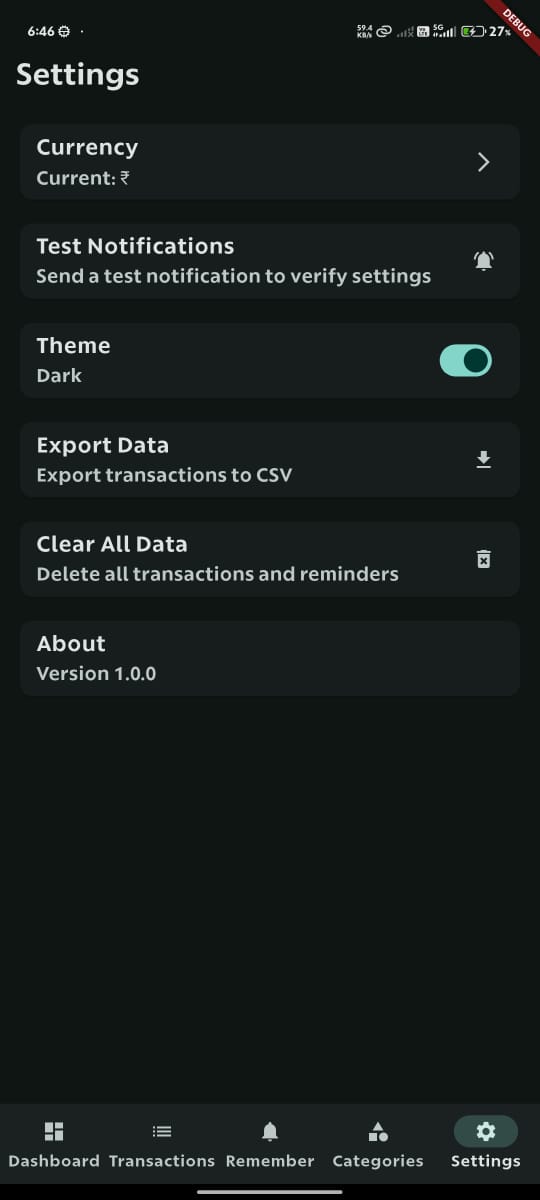 6:46
59.4
KB/s
5G
27%
DEBUG
Settings
Currency
Current: ₹
Test Notifications
Send a test notification to verify settings
Theme
Dark
Export Data
Export transactions to CSV
Clear All Data
Delete all transactions and reminders
About
Version 1.0.0
Dashboard Transactions Remember Categories Settings